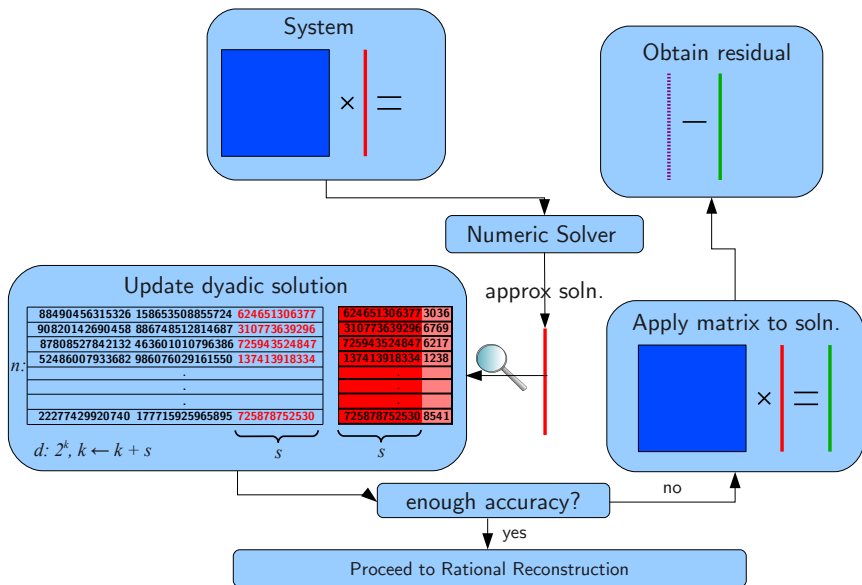 System
× =
Obtain residual
−
Numeric Solver
approx soln.
Update dyadic solution
88490456315326 158653508855724 624651306377 624651306377 3036
90820142690458 886748512814687 310773639296 310773639296 6769
87808527842132 463601010796386 725943524847 725943524847 6217
n: 52486007933682 986076029161550 137413918334 137413918334 1238
. .
. .
. .
22277429920740 177715925965895 725878752530 725878752530 8541
s s
d: 2^k, k ← k + s
Apply matrix to soln.
× =
enough accuracy?
no
yes
Proceed to Rational Reconstruction